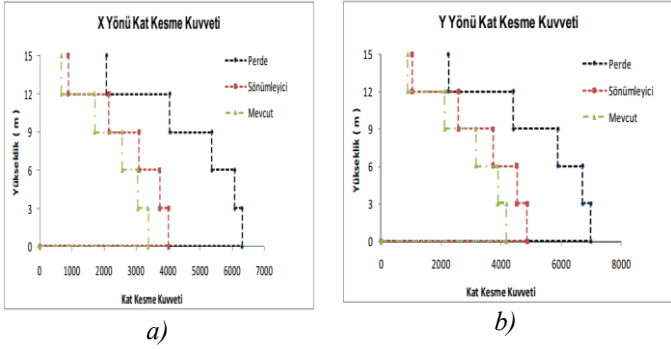 X Yönü Kat Kesme Kuvveti
Yükseklik ( m )
15
12
9
6
3
0
Perde
Sönümleyici
Mevcut
0 1000 2000 3000 4000 5000 6000 7000
Kat Kesme Kuvveti
a)
Y Yönü Kat Kesme Kuvveti
Yükseklik ( m )
15
12
9
6
3
0
Perde
Sönümleyici
Mevcut
0 2000 4000 6000 8000
Kat Kesme Kuvveti
b)